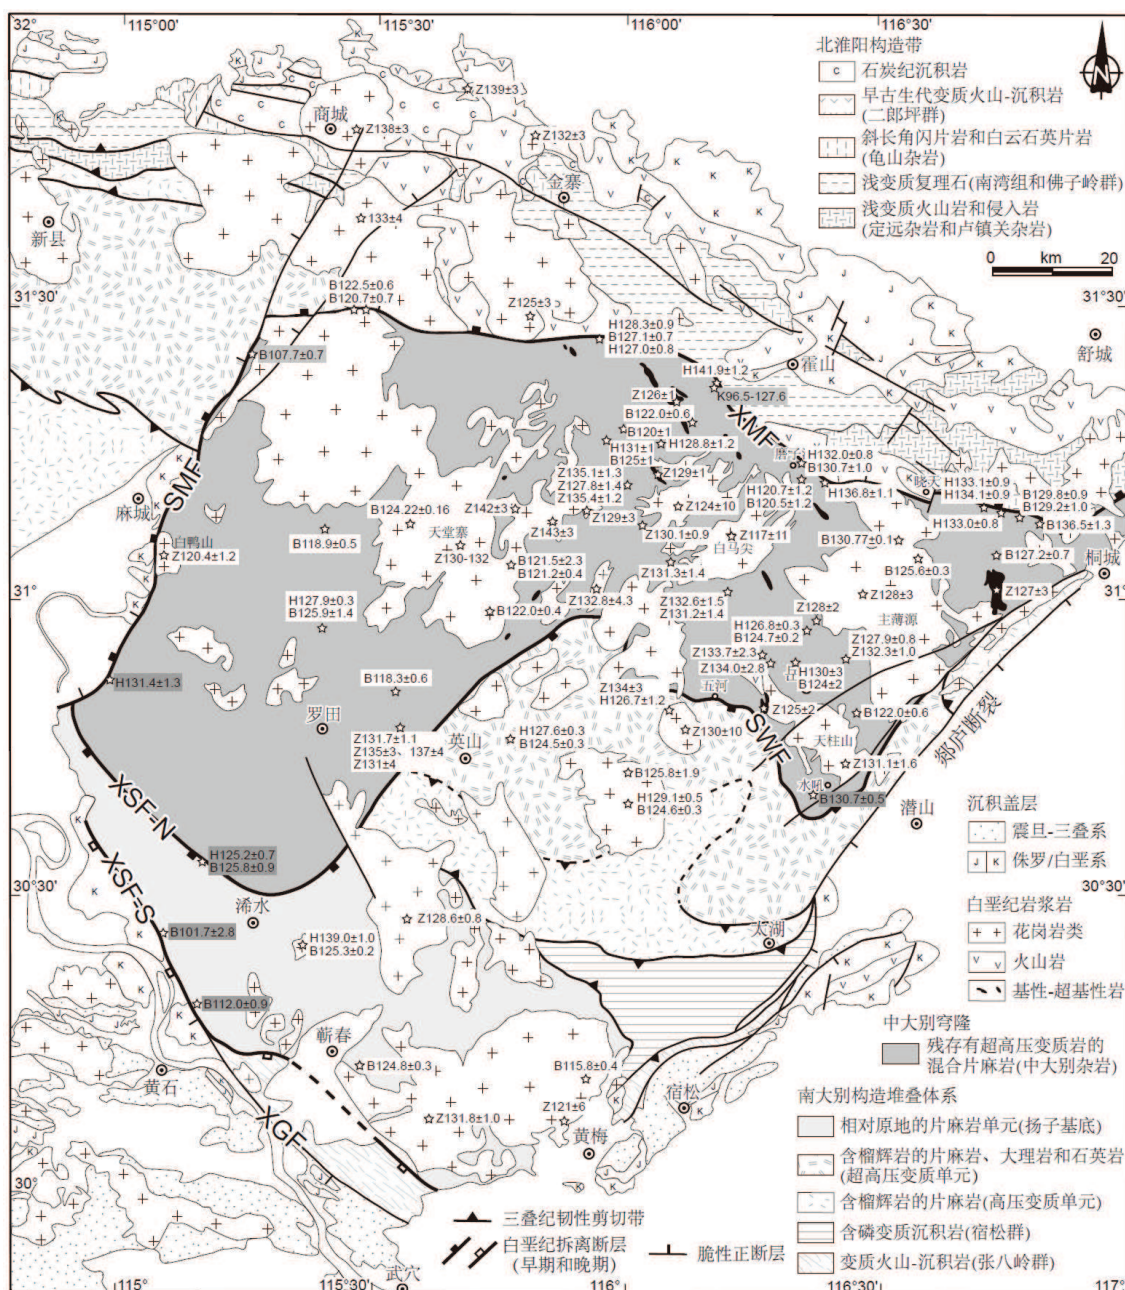 32°
115°00'
115°30'
116°00'
116°30'
北淮阳构造带
石炭纪沉积岩
早古生代变质火山-沉积岩
(二郎坪群)
斜长角闪片岩和白云石英片岩
(龟山杂岩)
浅变质复理石(南湾组和佛子岭群)
浅变质火山岩和侵入岩
(定远杂岩和卢镇关杂岩)
N
0 km 20
Z139±3
商城
Z138±3
Z132±3
金寨
新县
133±4
31°30'
31°30'
B122.5±0.6
B120.7±0.7
Z125±3
H128.3±0.9
B127.1±0.7
H127.0±0.8
舒城
霍山
B107.7±0.7
H141.9±1.2
K96.5-127.6
Z126±1
XMF
B122.0±0.6
B120±1
H128.8±1.2
H131±1
B125±1
SMF
H132.0±0.8
B130.7±1.0
Z135.1±1.3
Z127.8±1.4
Z135.4±1.2
Z129±1
晓天
H133.1±0.9
H134.1±0.9
B129.8±0.9
B129.2±1.0
麻城
H120.7±1.2
B120.5±1.2
H136.8±1.1
B124.22±0.16
Z142±3
Z124±10
Z129±3
H133.0±0.8
B136.5±1.3
白鸭山
Z120.4±1.2
B118.9±0.5
天堂寨
Z130-132
Z143±3
Z130.1±0.9
Z117±11
白马尖
B130.77±0.1
B127.2±0.7
桐城
B121.5±2.3
B121.2±0.4
Z131.3±1.4
B125.6±0.3
31°
Z132.8±4.3
Z127±3
H127.9±0.3
B125.9±1.4
B122.0±0.4
Z132.6±1.5
Z131.2±1.4
Z128±2
Z128±3
H126.8±0.3
B124.7±0.2
主薄源
Z127.9±0.8
Z132.3±1.0
Z133.7±2.3
Z134.0±2.8
H130±3
B124±2
H131.4±1.3
B118.3±0.6
Z134±3
H126.7±1.2
五河
Z125±2
B122.0±0.6
郯庐断裂
罗田
英山
H127.6±0.3
B124.5±0.3
Z130±10
SWF
天柱山
Z131.7±1.1
Z135±3、137±4
Z131±4
Z131.1±1.6
B125.8±1.9
水吼
B130.7±0.5
H129.1±0.5
B124.6±0.3
潜山
沉积盖层
震旦-三叠系
侏罗/白垩系
XSF-N
XSF-S
H125.2±0.7
B125.8±0.9
30°30'
30°30'
浠水
Z128.6±0.8
太湖
白垩纪岩浆岩
花岗岩类
火山岩
基性-超基性岩
B101.7±2.8
H139.0±1.0
B125.3±0.2
B112.0±0.9
中大别穹隆
残存有超高压变质岩的
混合片麻岩(中大别杂岩)
蕲春
B124.8±0.3
B115.8±0.4
黄石
宿松
Z131.8±1.0
Z121±6
黄梅
XGF
南大别构造堆叠体系
相对原地的片麻岩单元(扬子基底)
含榴辉岩的片麻岩、大理岩和石英岩
(超高压变质单元)
含榴辉岩的片麻岩(高压变质单元)
含磷变质沉积岩(宿松群)
变质火山-沉积岩(张八岭群)
30°
三叠纪韧性剪切带
白垩纪拆离断层
(早期和晚期)
脆性正断层
武穴
115°
115°30'
116°
116°30'
117°